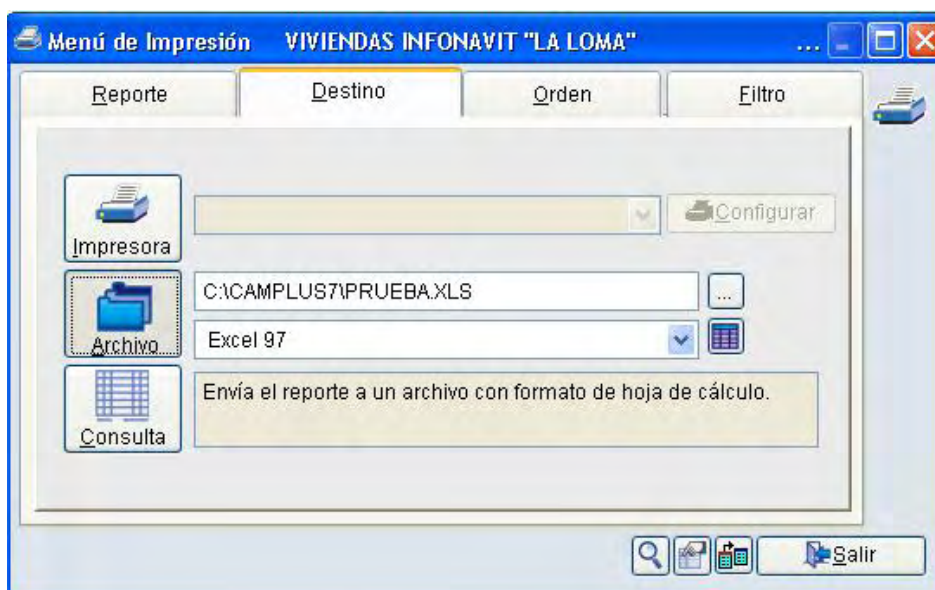 Menú de Impresión VIVIENDAS INFONAVIT "LA LOMA" ...
Reporte Destino Orden Filtro
Impresora
Configurar
C:\CAMPLUS7\PRUEBA.XLS ...
Archivo
Excel 97
Consulta
Envía el reporte a un archivo con formato de hoja de cálculo.
Salir